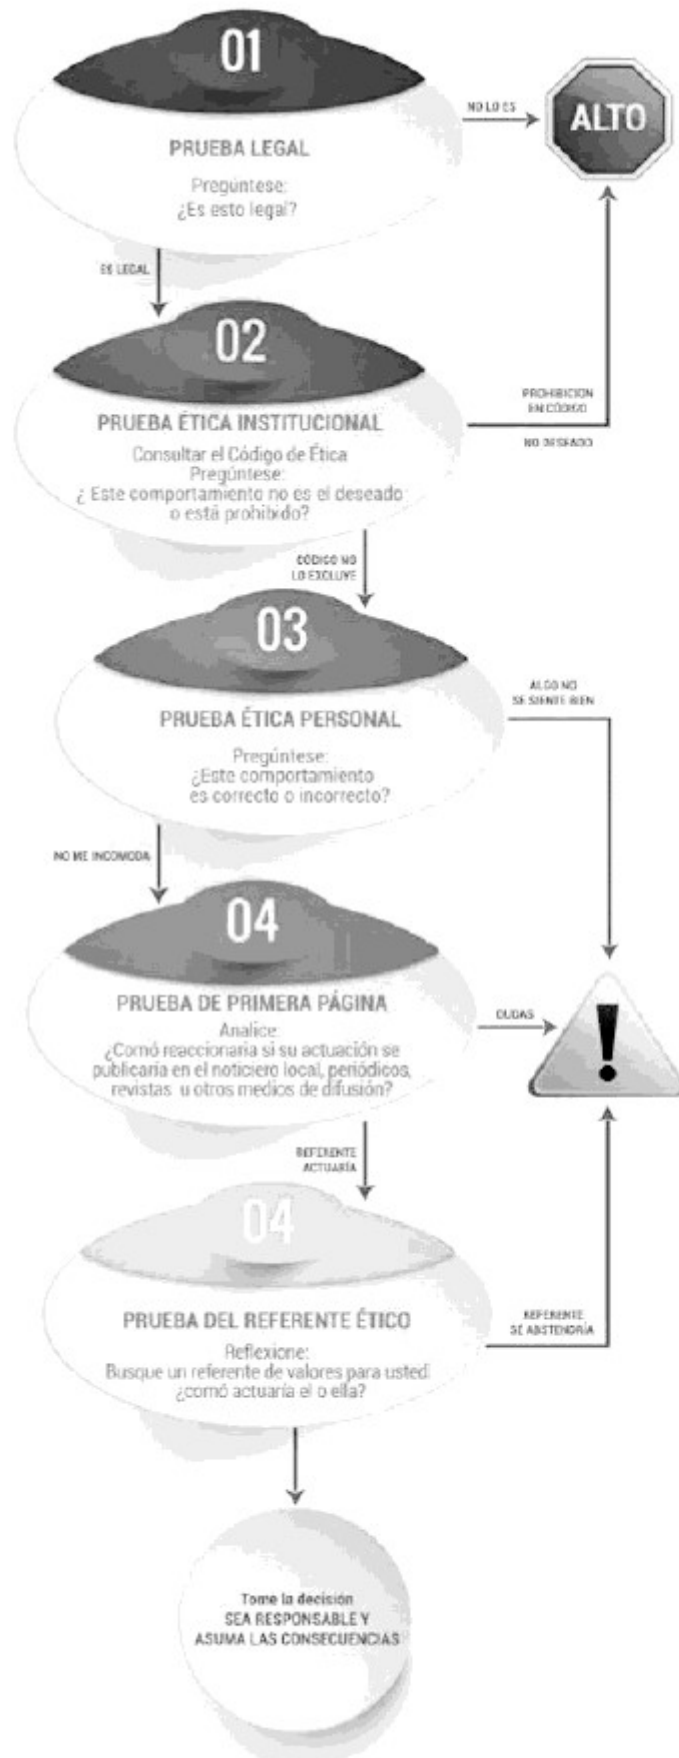 01
PRUEBA LEGAL
Pregúntese:
¿Es esto legal?
NO LO ES
ALTO
ES LEGAL
02
PRUEBA ÉTICA INSTITUCIONAL
Consultar el Código de Ética
Pregúntese:
¿ Este comportamiento no es el deseado
o está prohibido?
PROHIBICION
EN CÓDIGO
NO DESEADO
CÓDIGO NO
LO EXCLUYE
03
PRUEBA ÉTICA PERSONAL
Pregúntese:
¿Este comportamiento
es correcto o incorrecto?
ALGO NO
SE SIENTE BIEN
NO ME INCOMODA
04
PRUEBA DE PRIMERA PÁGINA
Analice:
¿Comó reaccionaria si su actuación se
publicaria en el noticiero local, periódicos,
revistas u otros medios de difusión?
DUDAS
!
REFERENTE
ACTUARÍA
04
PRUEBA DEL REFERENTE ÉTICO
Reflexione:
Busque un referente de valores para usted
¿comó actuaría el o ella?
REFERENTE
SE ABSTENDRÍA
Tome la decisión
SEA RESPONSABLE Y
ASUMA LAS CONSECUENCIAS